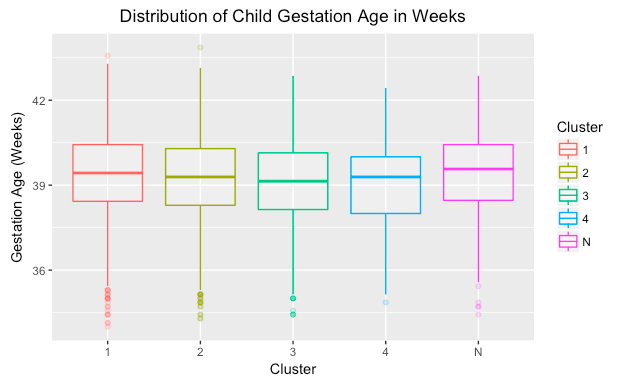 Distribution of Child Gestation Age in Weeks
Gestation Age (Weeks)
42
39
36
1 2 3 4 N
Cluster
Cluster
1
2
3
4
N